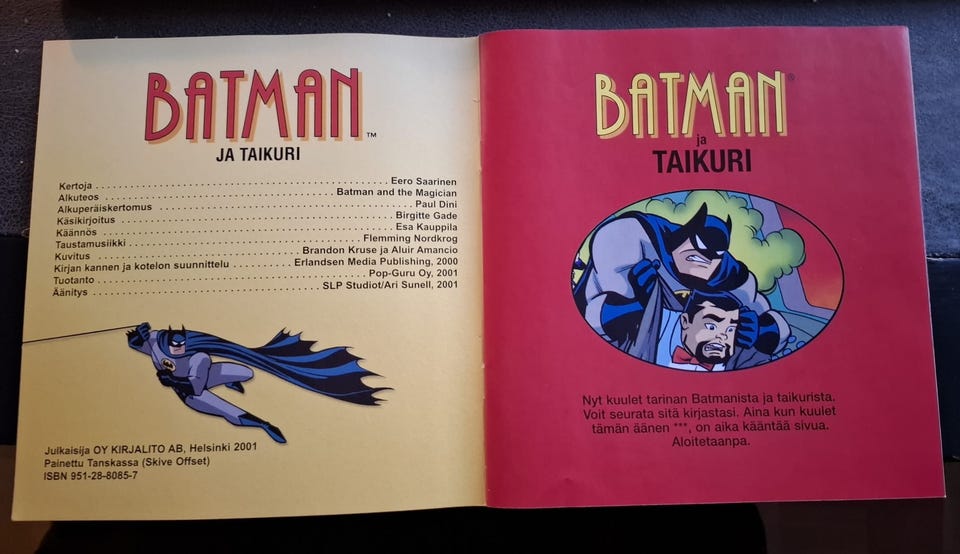 BATMAN™
JA TAIKURI
Kertoja . . . . . . . . . . . . . . . . . . . . . . . . . . . . . . . . . . . . . . . . . . . . . . Eero Saarinen
Alkuteos . . . . . . . . . . . . . . . . . . . . . . . . . . . . . . . . . . . . . Batman and the Magician
Alkuperäiskertomus . . . . . . . . . . . . . . . . . . . . . . . . . . . . . . . . . . . . . . . . Paul Dini
Käsikirjoitus . . . . . . . . . . . . . . . . . . . . . . . . . . . . . . . . . . . . . . . . . . Birgitte Gade
Käännös . . . . . . . . . . . . . . . . . . . . . . . . . . . . . . . . . . . . . . . . . . . . . Esa Kauppila
Taustamusiikki . . . . . . . . . . . . . . . . . . . . . . . . . . . . . . . . . . . . Flemming Nordkrog
Kuvitus . . . . . . . . . . . . . . . . . . . . . . . . . . . . . . . . Brandon Kruse ja Aluir Amancio
Kirjan kannen ja kotelon suunnittelu . . . . . . . . . . Erlandsen Media Publishing, 2000
Tuotanto . . . . . . . . . . . . . . . . . . . . . . . . . . . . . . . . . . . . . . . . . Pop-Guru Oy, 2001
Äänitys . . . . . . . . . . . . . . . . . . . . . . . . . . . . . . . . . . . SLP Studiot/Ari Sunell, 2001
Julkaisija OY KIRJALITO AB, Helsinki 2001
Painettu Tanskassa (Skive Offset)
ISBN 951-28-8085-7
BATMAN®
ja
TAIKURI
Nyt kuulet tarinan Batmanista ja taikurista.
Voit seurata sitä kirjastasi. Aina kun kuulet
tämän äänen ***, on aika kääntää sivua.
Aloitetaanpa.